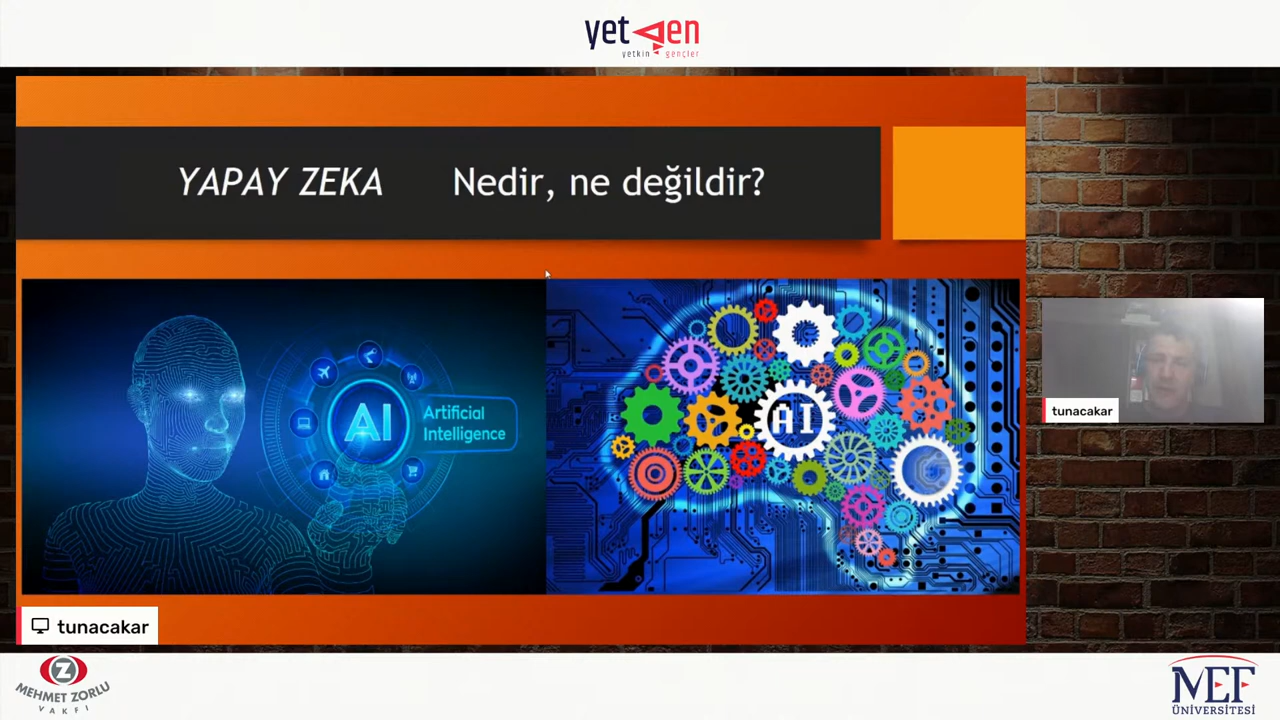 yetgen
yetkin gençler
YAPAY ZEKA Nedir, ne değildir?
AI
Artificial
Intelligence
AI
tunacakar
tunacakar
Z
MEHMET ZORLU
VAKFI
MEF
ÜNİVERSİTESİ